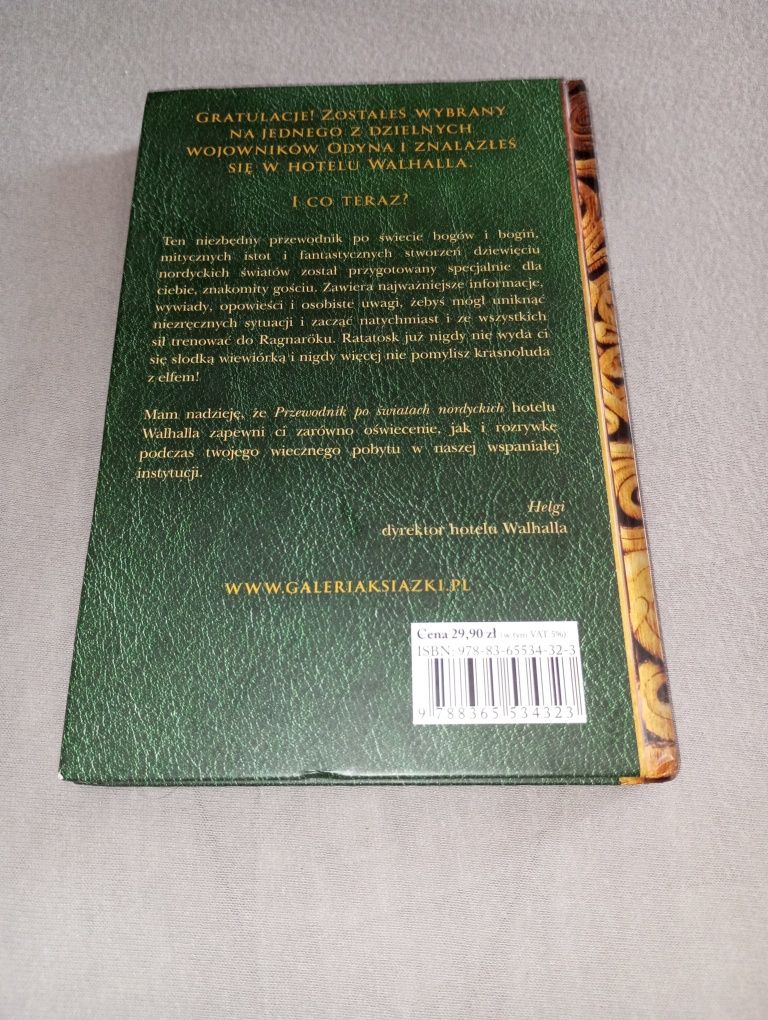 GRATULACJE! ZOSTAŁEŚ WYBRANY
NA JEDNEGO Z DZIELNYCH
WOJOWNIKÓW ODYNA I ZNALAZŁEŚ
SIĘ W HOTELU WALHALLA.
I CO TERAZ?
Ten niezbędny przewodnik po świecie bogów i bogiń,
mitycznych istot i fantastycznych stworzeń dziewięciu
nordyckich światów został przygotowany specjalnie dla
ciebie, znakomity gościu. Zawiera najważniejsze informacje,
wywiady, opowieści i osobiste uwagi, żebyś mógł uniknąć
niezręcznych sytuacji i zacząć natychmiast i ze wszystkich
sił trenować do Ragnaröku. Ratatosk już nigdy nie wyda ci
się słodką wiewiórką i nigdy więcej nie pomylisz krasnoluda
z elfem!
Mam nadzieję, że Przewodnik po światach nordyckich hotelu
Walhalla zapewni ci zarówno oświecenie, jak i rozrywkę
podczas twojego wiecznego pobytu w naszej wspaniałej
instytucji.
Helgi
dyrektor hotelu Walhalla
WWW.GALERIAKSIAZKI.PL
Cena 29,90 zł (w tym VAT 5%)
ISBN: 978-83-65534-32-3
9 788365 534323